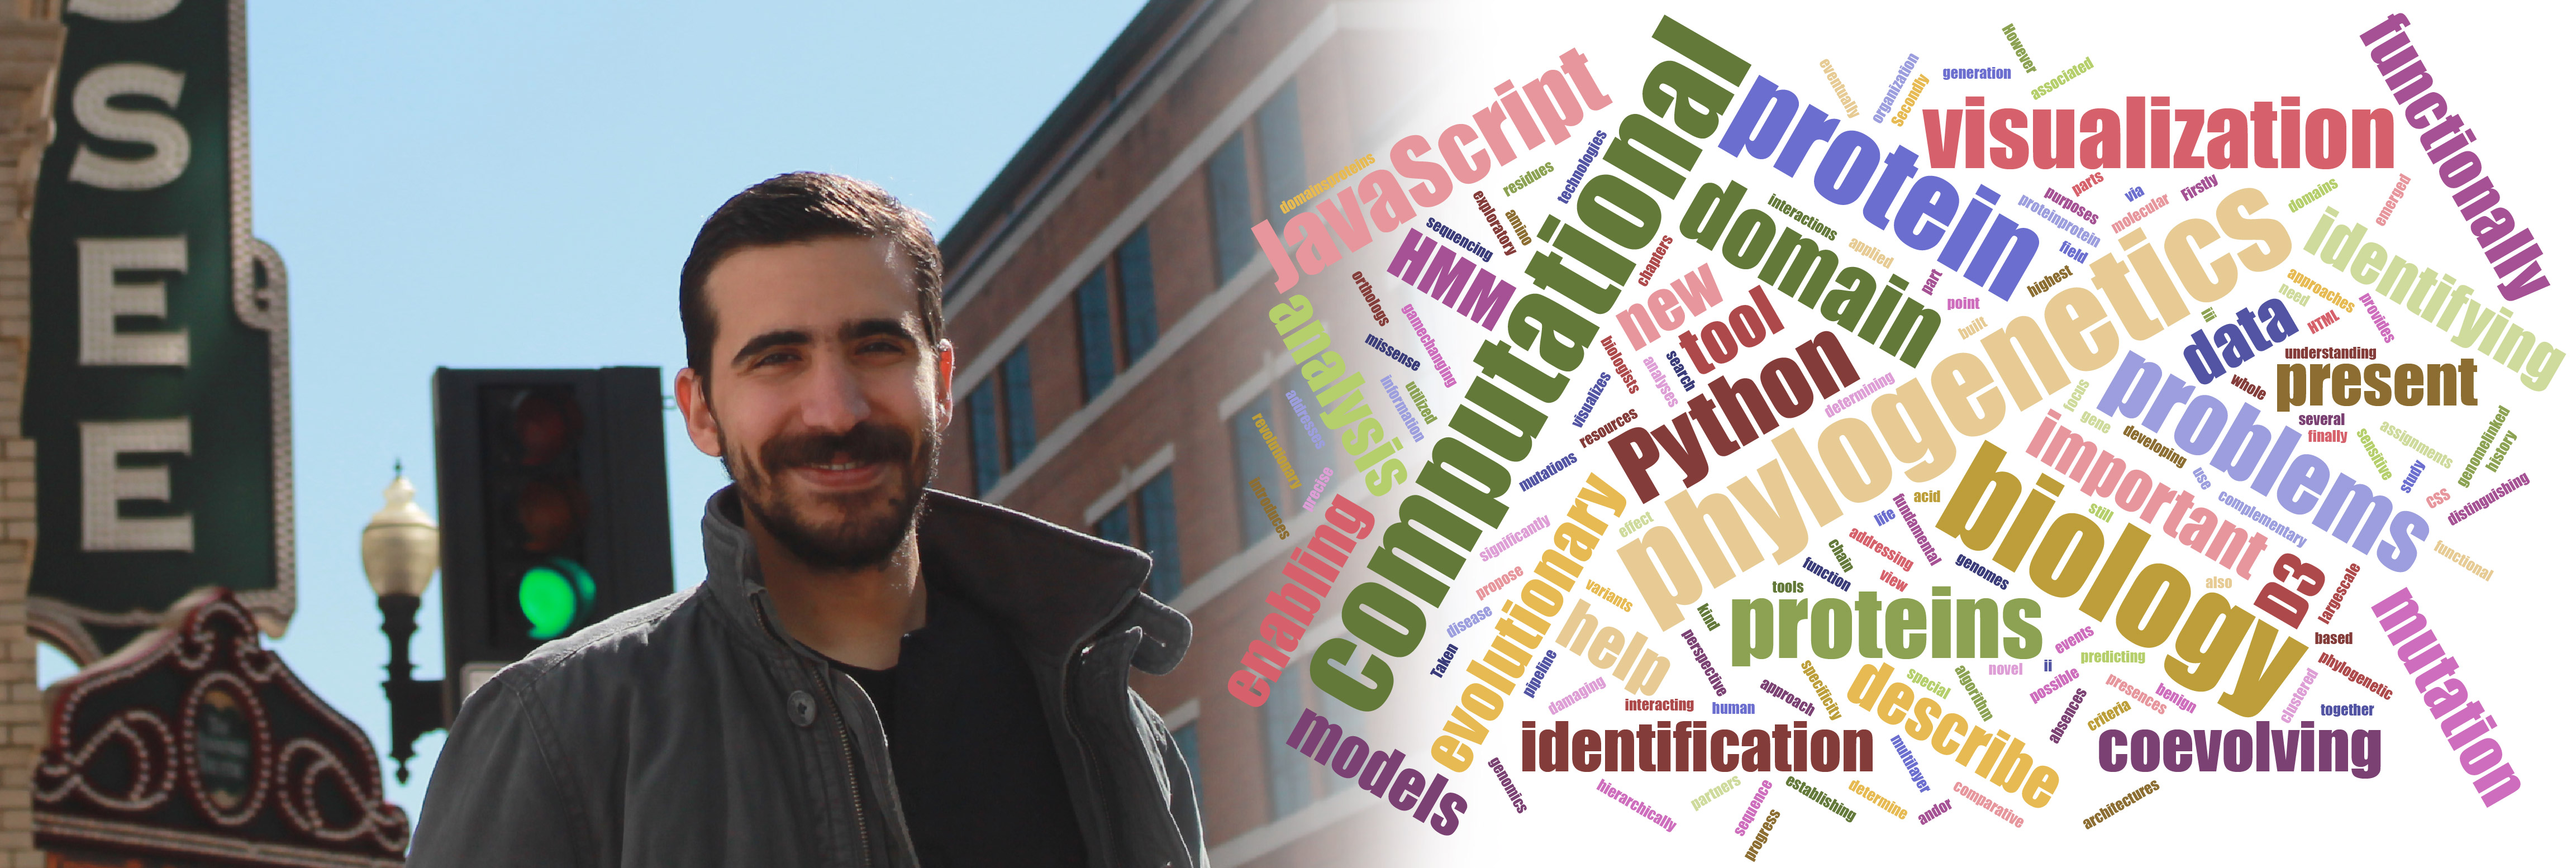 S
S
E
E
JavaScript
computational
protein
visualization
functionally
eventually
organization
Secondly
generation
However
associated
domainsproteins
residues
technologies
exploratory
amino
sequencing
HMM
orthologs
gamechanging
missense
analysis
addresses
information
utilized
revolutionary
introduces
precise
enabling
models
domain
interactions
applied
chapters
new
tool
biologists
analyses
search
visualizes
resources
mutations
Python
determining
part
point
built
highest
field
proteinprotein
purposes
parts
via
molecular
Firstly
domains
emerged
identifying
approaches
need
provides
HTML
iii
data
understanding
whole
present
several
finally
phylogenetics
problems
locus
gene
developing
important
use
complementary
sensitive
study
assignments
genomelinked
history
CSS
distinguishing
functional
still
also
D3
largescale
mutation
biology
acid
life
fundamental
addressing
view
chain
function
genomes
tools
proteins
kind
effect
significantly
propose
disease
Taken
evolutionary
variants
help
pipeline
perspective
damaging
interacting
human
approach
specificity
special
algorithm
novel
ii
events
predicting
possible
presences
benign
absences
criteria
clustered
based
phylogenetic
together
describe
identification
coevolving
genomics
hierarchically
partners
sequence
progress
establishing
determine
multilayer
andor
comparative
architectures